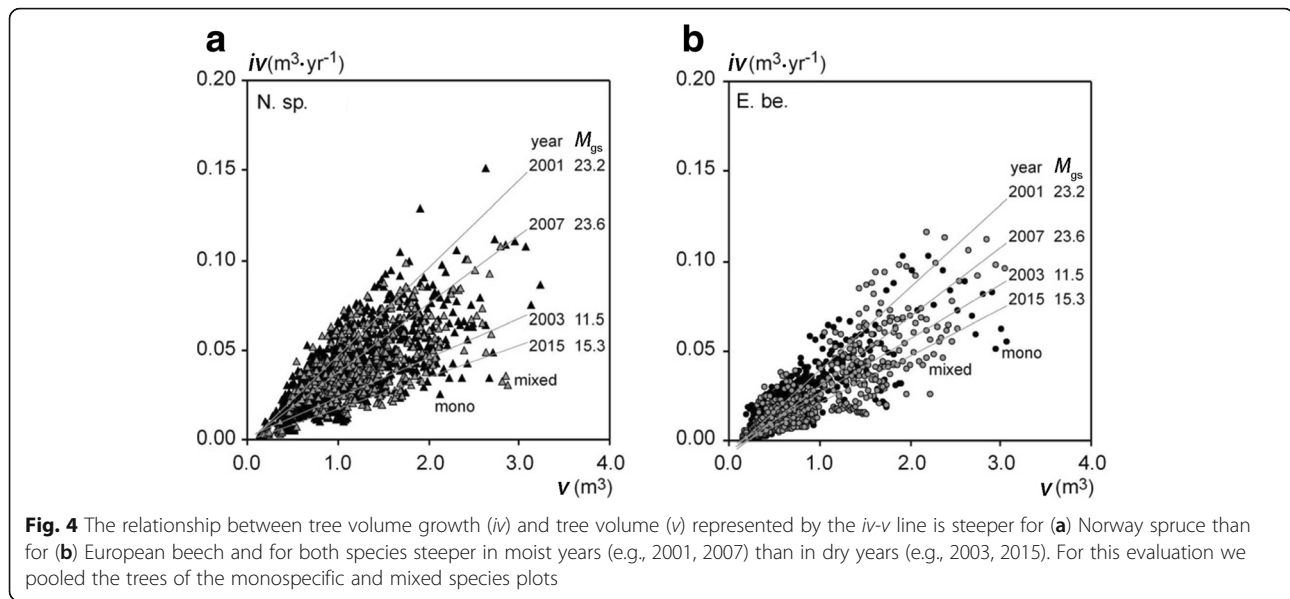 a
iv (m³·yr⁻¹)
0.20
N. sp.
0.15
0.10
0.05
0.00
year Mgs
2001 23.2
2007 23.6
2003 11.5
2015 15.3
mixed
mono
0.0 1.0 2.0 3.0 4.0
v (m³)
b
iv (m³·yr⁻¹)
0.20
E. be.
0.15
0.10
0.05
0.00
year Mgs
2001 23.2
2007 23.6
2003 11.5
2015 15.3
mono
mixed
0.0 1.0 2.0 3.0 4.0
v (m³)
Fig. 4 The relationship between tree volume growth (iv) and tree volume (v) represented by the iv-v line is steeper for (a) Norway spruce than
for (b) European beech and for both species steeper in moist years (e.g., 2001, 2007) than in dry years (e.g., 2003, 2015). For this evaluation we
pooled the trees of the monospecific and mixed species plots